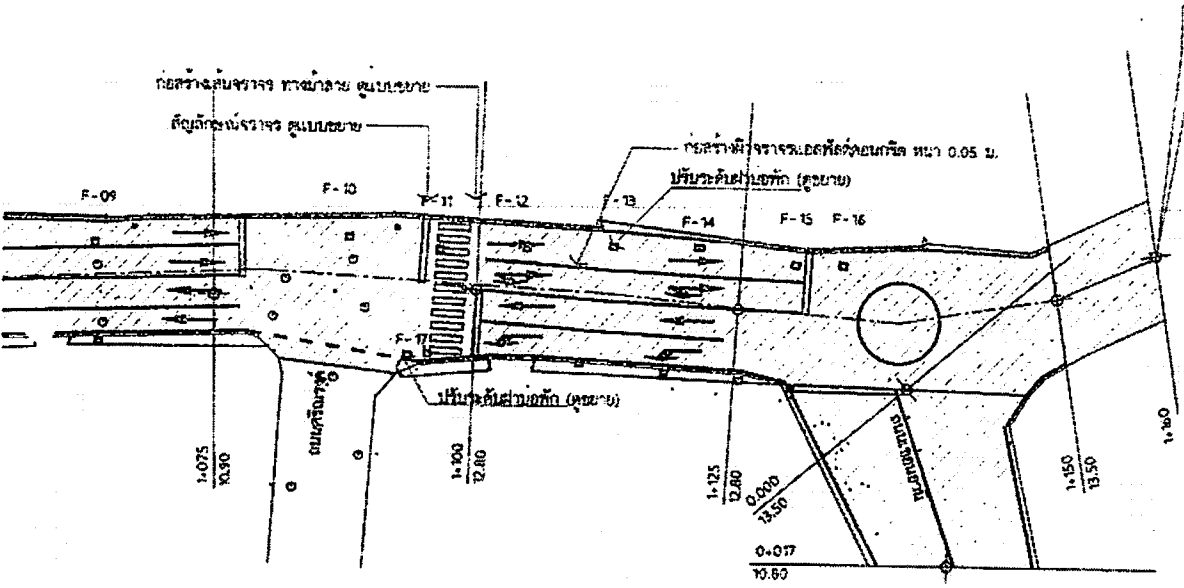 ก่อสร้างเส้นจราจร ทางม้าลาย ดูแบบขยาย
สัญลักษณ์จราจร ดูแบบขยาย
ก่อสร้างผิวจราจรแอสฟัลต์คอนกรีต หนา 0.05 ม.
ปรับระดับฝาบ่อพัก (ดูขยาย)
F-09
F-10
F-11
F-12
F-13
F-14
F-15
F-16
F-17
ปรับระดับฝาบ่อพัก (ดูขยาย)
1+075
10.90
1+100
12.80
1+125
12.80
0.000
13.50
1+150
13.50
1+160
0+017
10.80